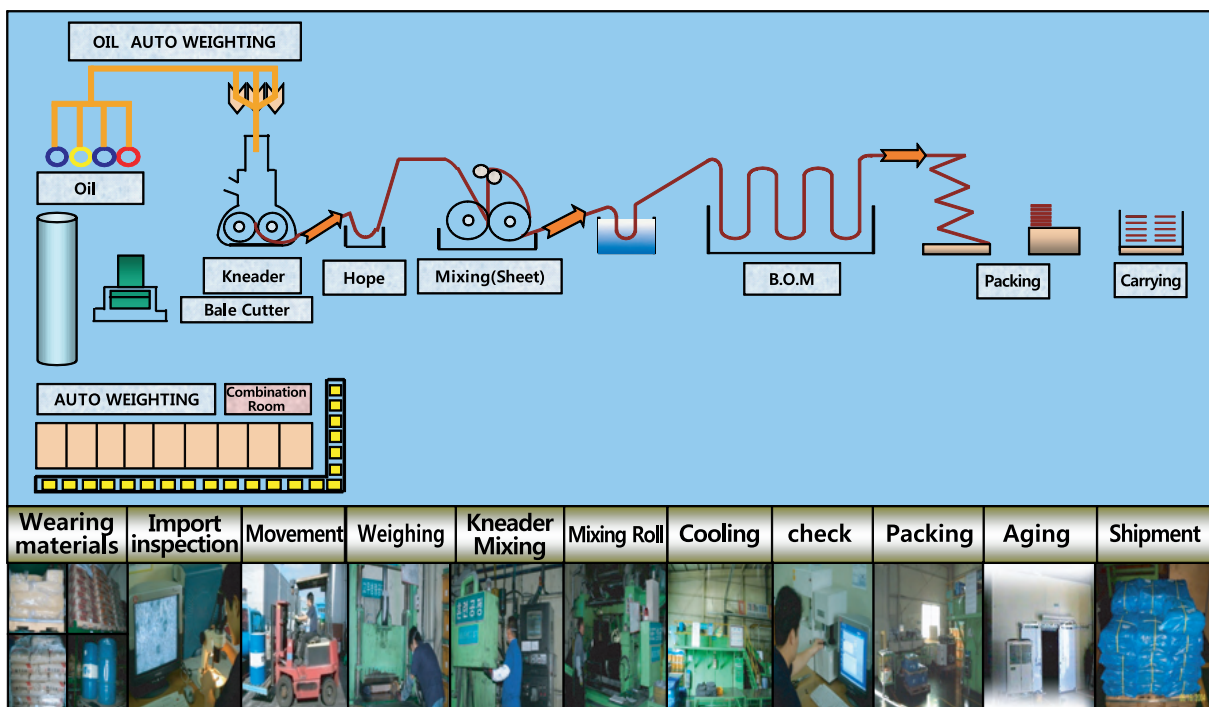 OIL AUTO WEIGHTING
Oil
Kneader
Bale Cutter
Hope
Mixing(Sheet)
B.O.M
Packing
Carrying
AUTO WEIGHTING
Combination
Room
Wearing
materials
Import
inspection
Movement
Weighing
Kneader
Mixing
Mixing Roll
Cooling
check
Packing
Aging
Shipment